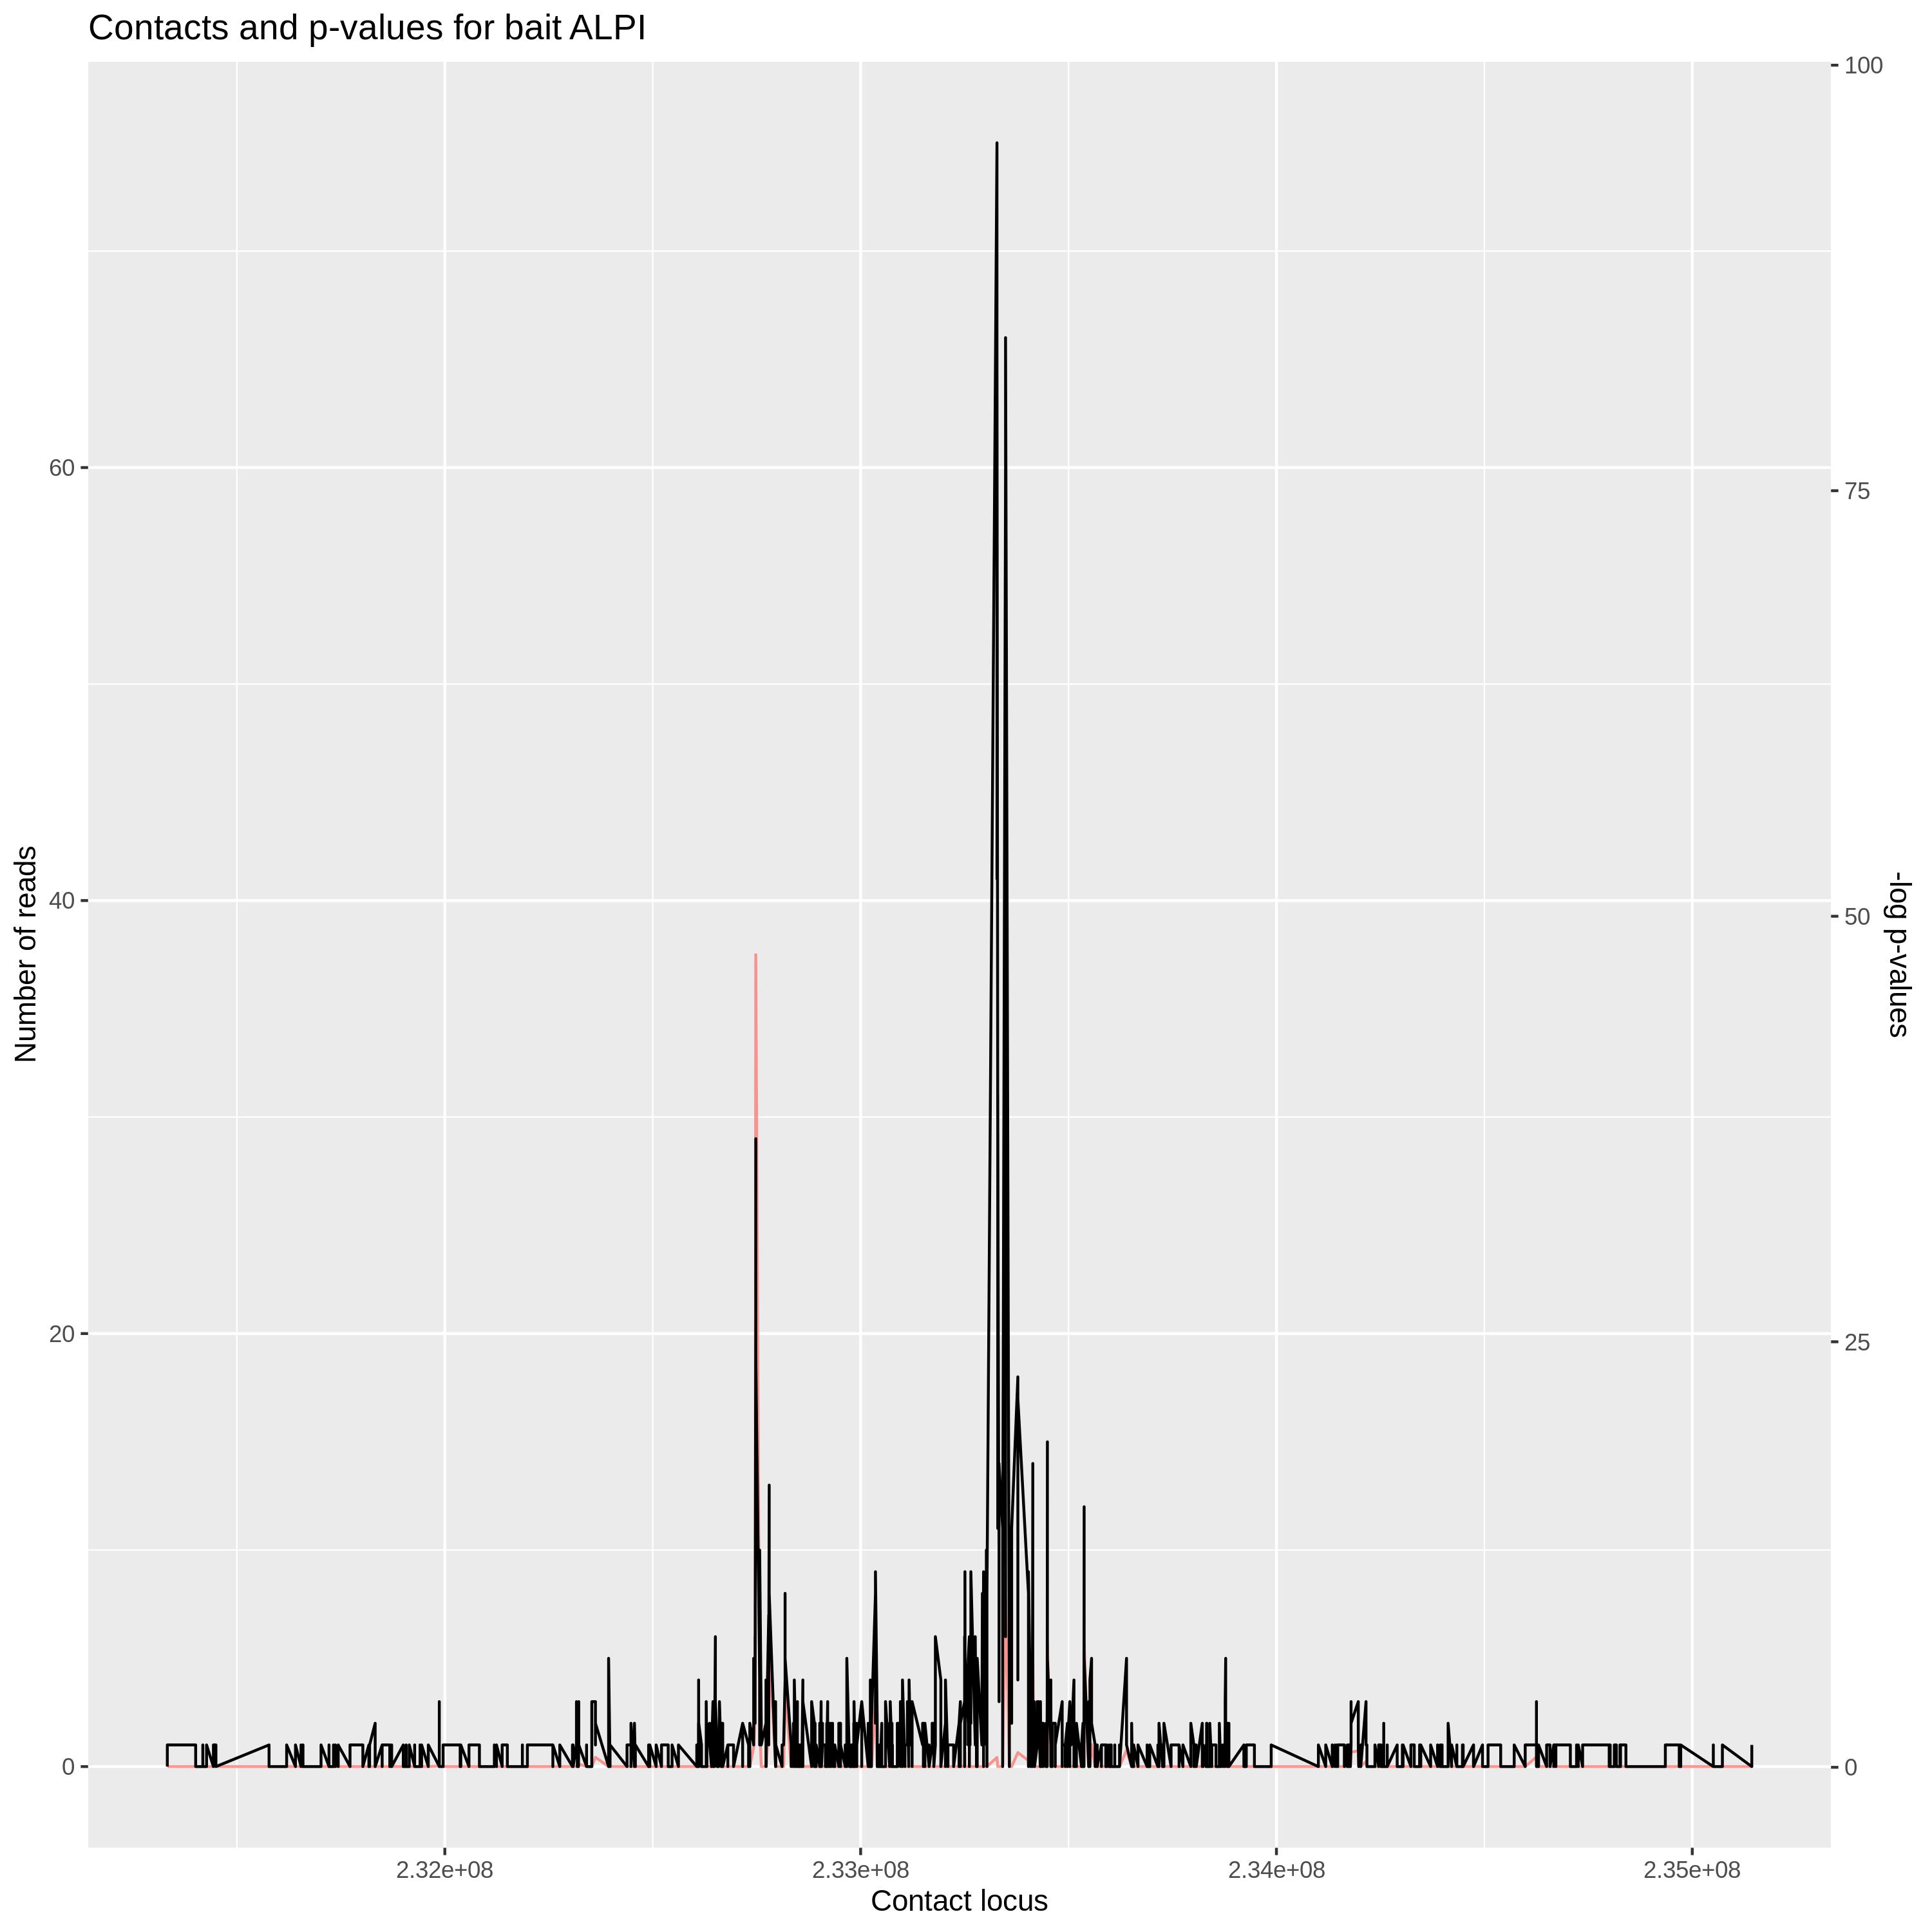 Contacts and p-values for bait ALPI
Number of reads
60
40
20
0
100
75
50
25
0
-log p-values
2.32e+08
2.33e+08
2.34e+08
2.35e+08
Contact locus